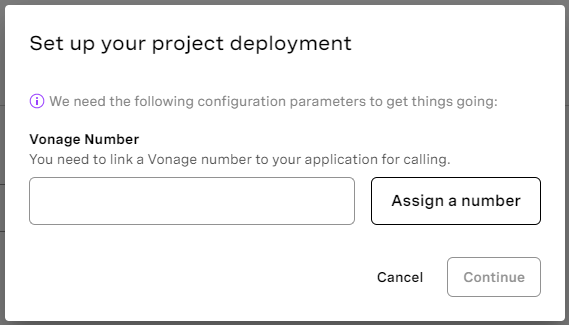 Set up your project deployment
We need the following configuration parameters to get things going:
Vonage Number
You need to link a Vonage number to your application for calling.
Assign a number
Cancel
Continue